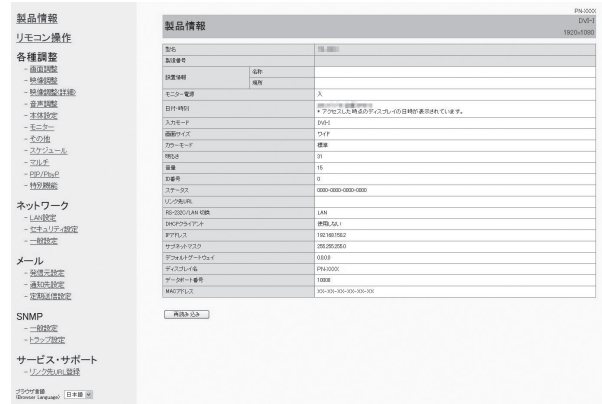 製品情報
リモコン操作
各種調整
- 画面調整
- 映像調整
- 映像調整(詳細)
- 音声調整
- 本体設定
- モニター
- その他
- スケジュール
- マルチ
- PIP/PbyP
- 特別機能
ネットワーク
- LAN設定
- セキュリティ設定
- 一般設定
メール
- 発信元設定
- 通知先設定
- 定期送信設定
SNMP
- 一般設定
- トラップ設定
サービス・サポート
- リンク先URL登録
ブラウザ言語
(Browser Language) 日本語
PN-XXXX
製品情報 DVI-I
1920×1080
型名
製造番号
設置情報 名称
場所
モニター電源 入
日付・時刻
* アクセスした時点のディスプレイの日時が表示されています。
入力モード DVI-I
画面サイズ ワイド
カラーモード 標準
明るさ 31
音量 15
ID番号 0
ステータス 0000-0000-0000-0000
リンク先URL
RS-232C/LAN 切換 LAN
DHCPクライアント 使用しない
IPアドレス 192.168.150.2
サブネットマスク 255.255.255.0
デフォルトゲートウェイ 0.0.0.0
ディスプレイ名 PN-XXXX
データポート番号 10008
MACアドレス XX-XX-XX-XX-XX-XX
再読み込み